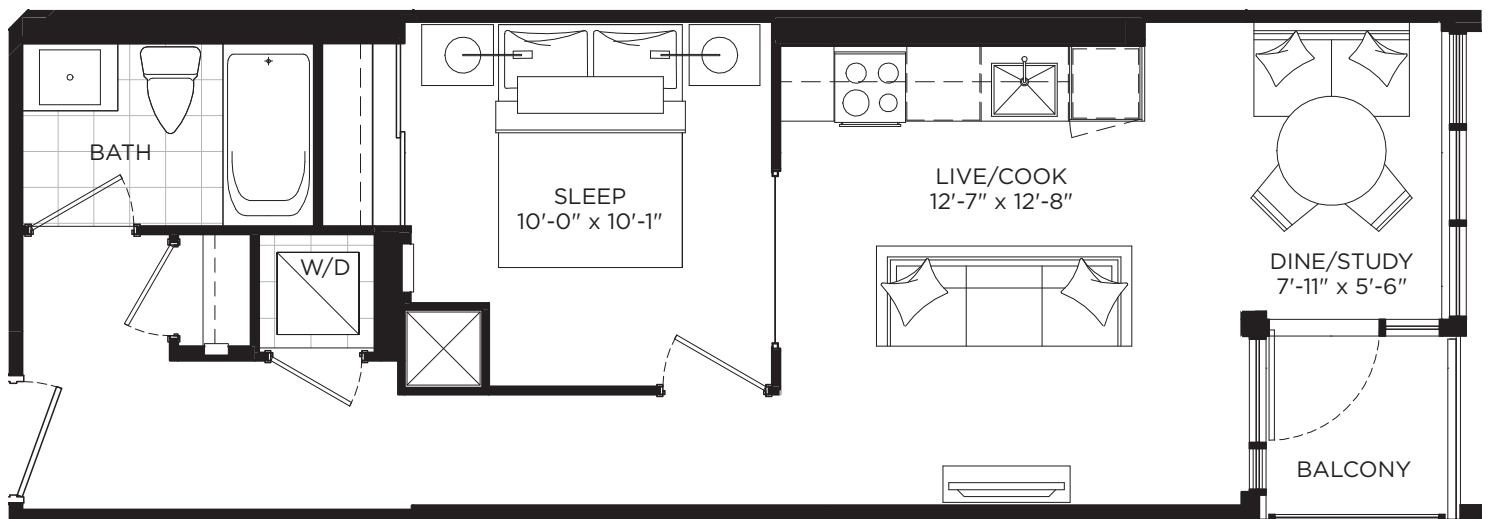 BATH
SLEEP
10'-0" x 10'-1"
W/D
LIVE/COOK
12'-7" x 12'-8"
DINE/STUDY
7'-11" x 5'-6"
BALCONY